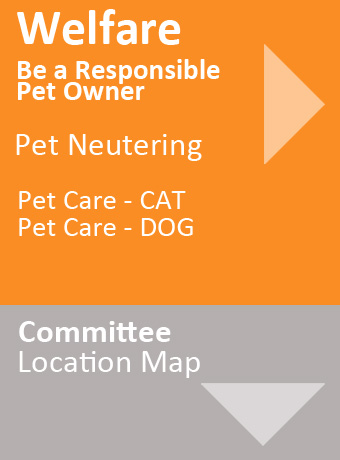 Welfare
Be a Responsible
Pet Owner
Pet Neutering
Pet Care - CAT
Pet Care - DOG
Committee
Location Map